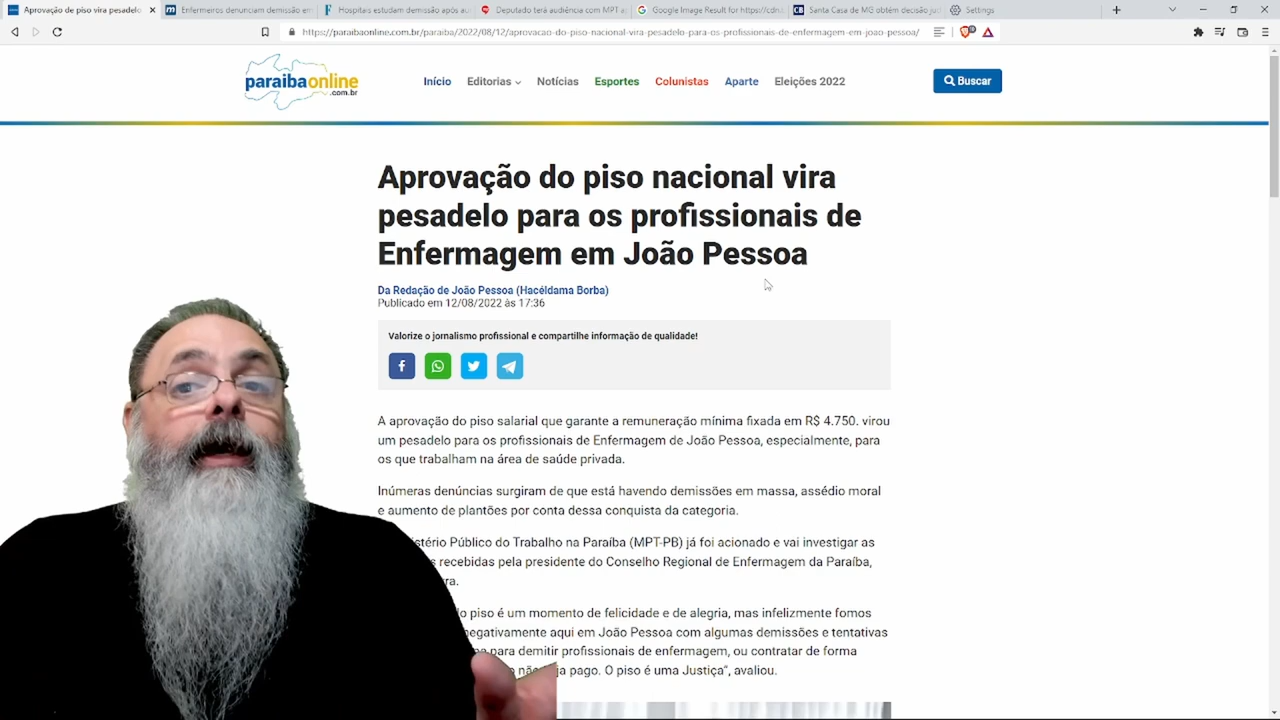 Aprovação do piso vira pesadelo
Enfermeiros denunciam demissão em
Hospitais estudam demissão após au
Deputado terá audiência com MPT a
Google Image Result for https://cdn.
Santa Casa de MG obtém decisão jud
Settings
https://paraibaonline.com.br/paraiba/2022/08/12/aprovacao-do-piso-nacional-vira-pesadelo-para-os-profissionais-de-enfermagem-em-joao-pessoa/
paraibaonline
.com.br
Início Editorias Notícias Esportes Colunistas Aparte Eleições 2022 Buscar
Aprovação do piso nacional vira
pesadelo para os profissionais de
Enfermagem em João Pessoa
Da Redação de João Pessoa (Hacéldama Borba)
Publicado em 12/08/2022 às 17:36
Valorize o jornalismo profissional e compartilhe informação de qualidade!
A aprovação do piso salarial que garante a remuneração mínima fixada em R$ 4.750. virou
um pesadelo para os profissionais de Enfermagem de João Pessoa, especialmente, para
os que trabalham na área de saúde privada.
Inúmeras denúncias surgiram de que está havendo demissões em massa, assédio moral
e aumento de plantões por conta dessa conquista da categoria.
istério Público do Trabalho na Paraíba (MPT-PB) já foi acionado e vai investigar as
recebidas pela presidente do Conselho Regional de Enfermagem da Paraíba,
ra.
lo piso é um momento de felicidade e de alegria, mas infelizmente fomos
negativamente aqui em João Pessoa com algumas demissões e tentativas
para demitir profissionais de enfermagem, ou contratar de forma
não ja pago. O piso é uma Justiça", avaliou.